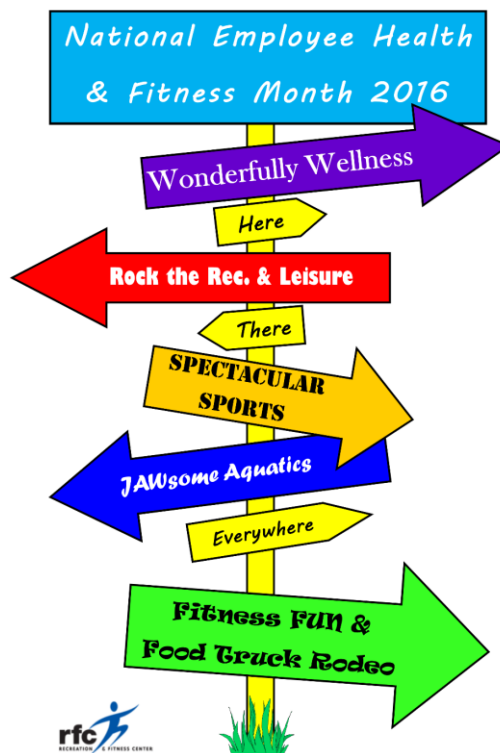 National Employee Health
& Fitness Month 2016
Wonderfully Wellness
Here
Rock the Rec. & Leisure
There
SPECTACULAR
SPORTS
JAWsome Aquatics
Everywhere
Fitness FUN &
Food Truck Rodeo
rfc
RECREATION & FITNESS CENTER